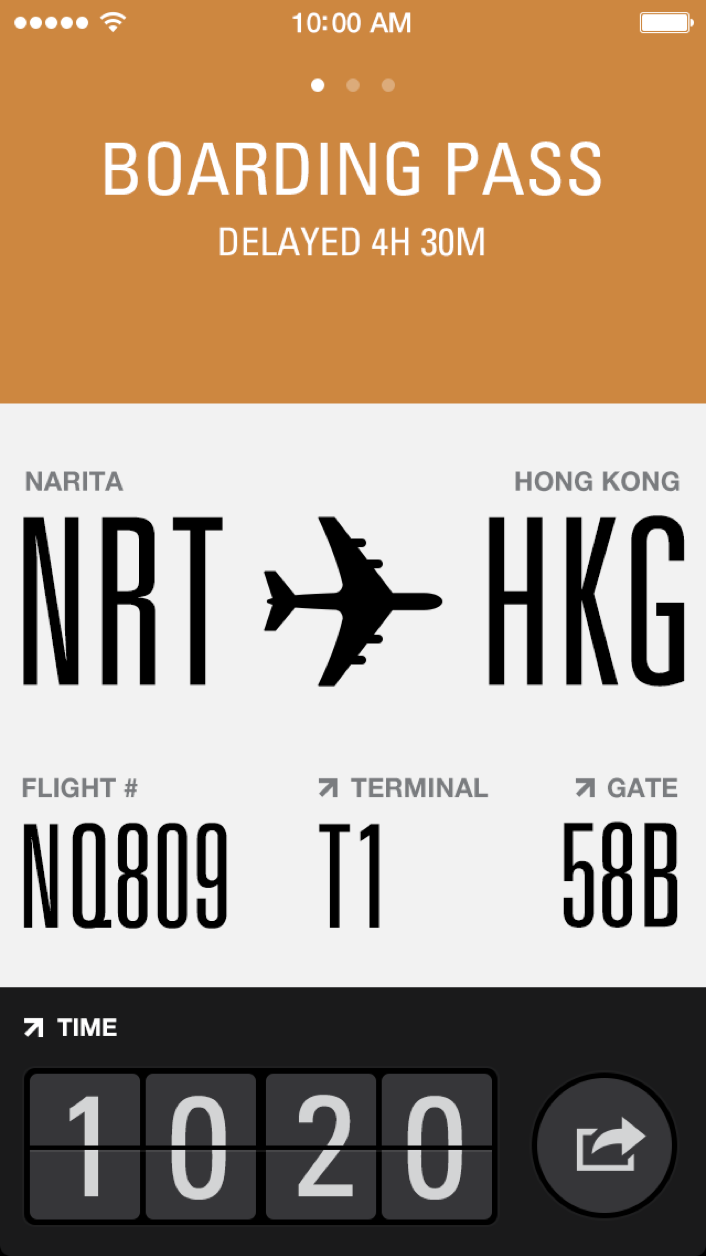 10:00 AM
BOARDING PASS
DELAYED 4H 30M
NARITA HONG KONG
NRT HKG
FLIGHT # TERMINAL GATE
NQ809 T1 58B
TIME
1020